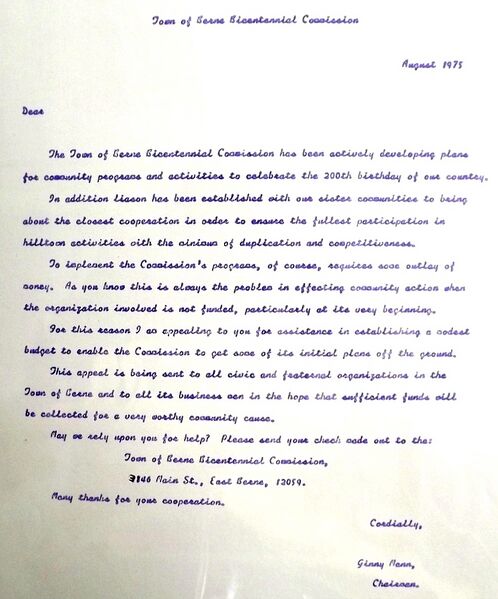 Town of Berne Bicentennial Commission
August 1975
Dear
The Town of Berne Bicentennial Commission has been actively developing plans
for community programs and activities to celebrate the 200th birthday of our country.
In addition liason has been established with our sister communities to bring
about the closest cooperation in order to ensure the fullest participation in
hilltown activities with the minimum of duplication and competitiveness.
To implement the Commission's programs, of course, requires some outlay of
money. As you know this is always the problem in effecting community action when
the organization involved is not funded, particularly at its very beginning.
For this reason I am appealing to you for assistance in establishing a modest
budget to enable the Commission to get some of its initial plans off the ground.
This appeal is being sent to all civic and fraternal organizations in the
Town of Berne and to all its business men in the hope that sufficient funds will
be collected for a very worthy community cause.
May we rely upon you for help? Please send your check made out to the:
Town of Berne Bicentennial Commission,
Main St., East Berne, 12059.
Many thanks for your cooperation.
Cordially,
Ginny Mann,
Chairman.